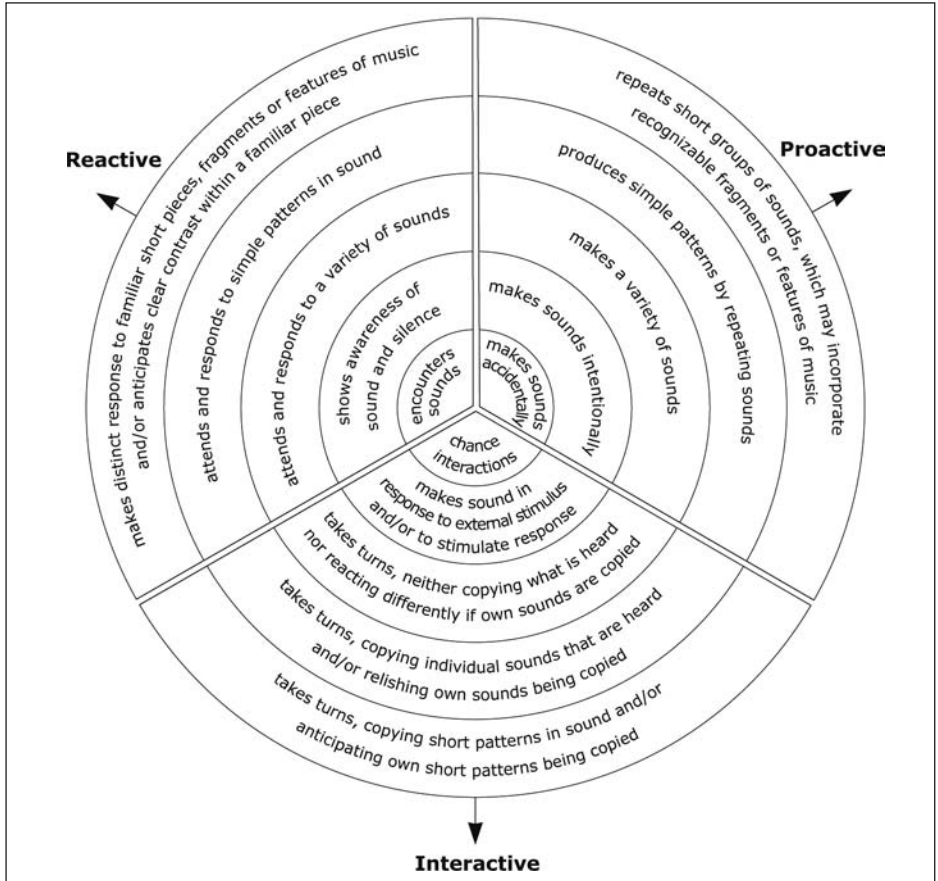 Reactive
makes distinct response to familiar short pieces, fragments or features of music
and/or anticipates clear contrast within a familiar piece
attends and responds to simple patterns in sound
attends and responds to a variety of sounds
shows awareness of
sound and silence
encounters
sounds
Proactive
repeats short groups of sounds, which may incorporate
recognizable fragments or features of music
produces simple patterns by repeating sounds
makes a variety of sounds
makes sounds intentionally
makes sounds
accidentally
chance
interactions
makes sound in
response to external stimulus
and/or to stimulate response
takes turns, neither copying what is heard
nor reacting differently if own sounds are copied
takes turns, copying individual sounds that are heard
and/or relishing own sounds being copied
takes turns, copying short patterns in sound and/or
anticipating own short patterns being copied
Interactive